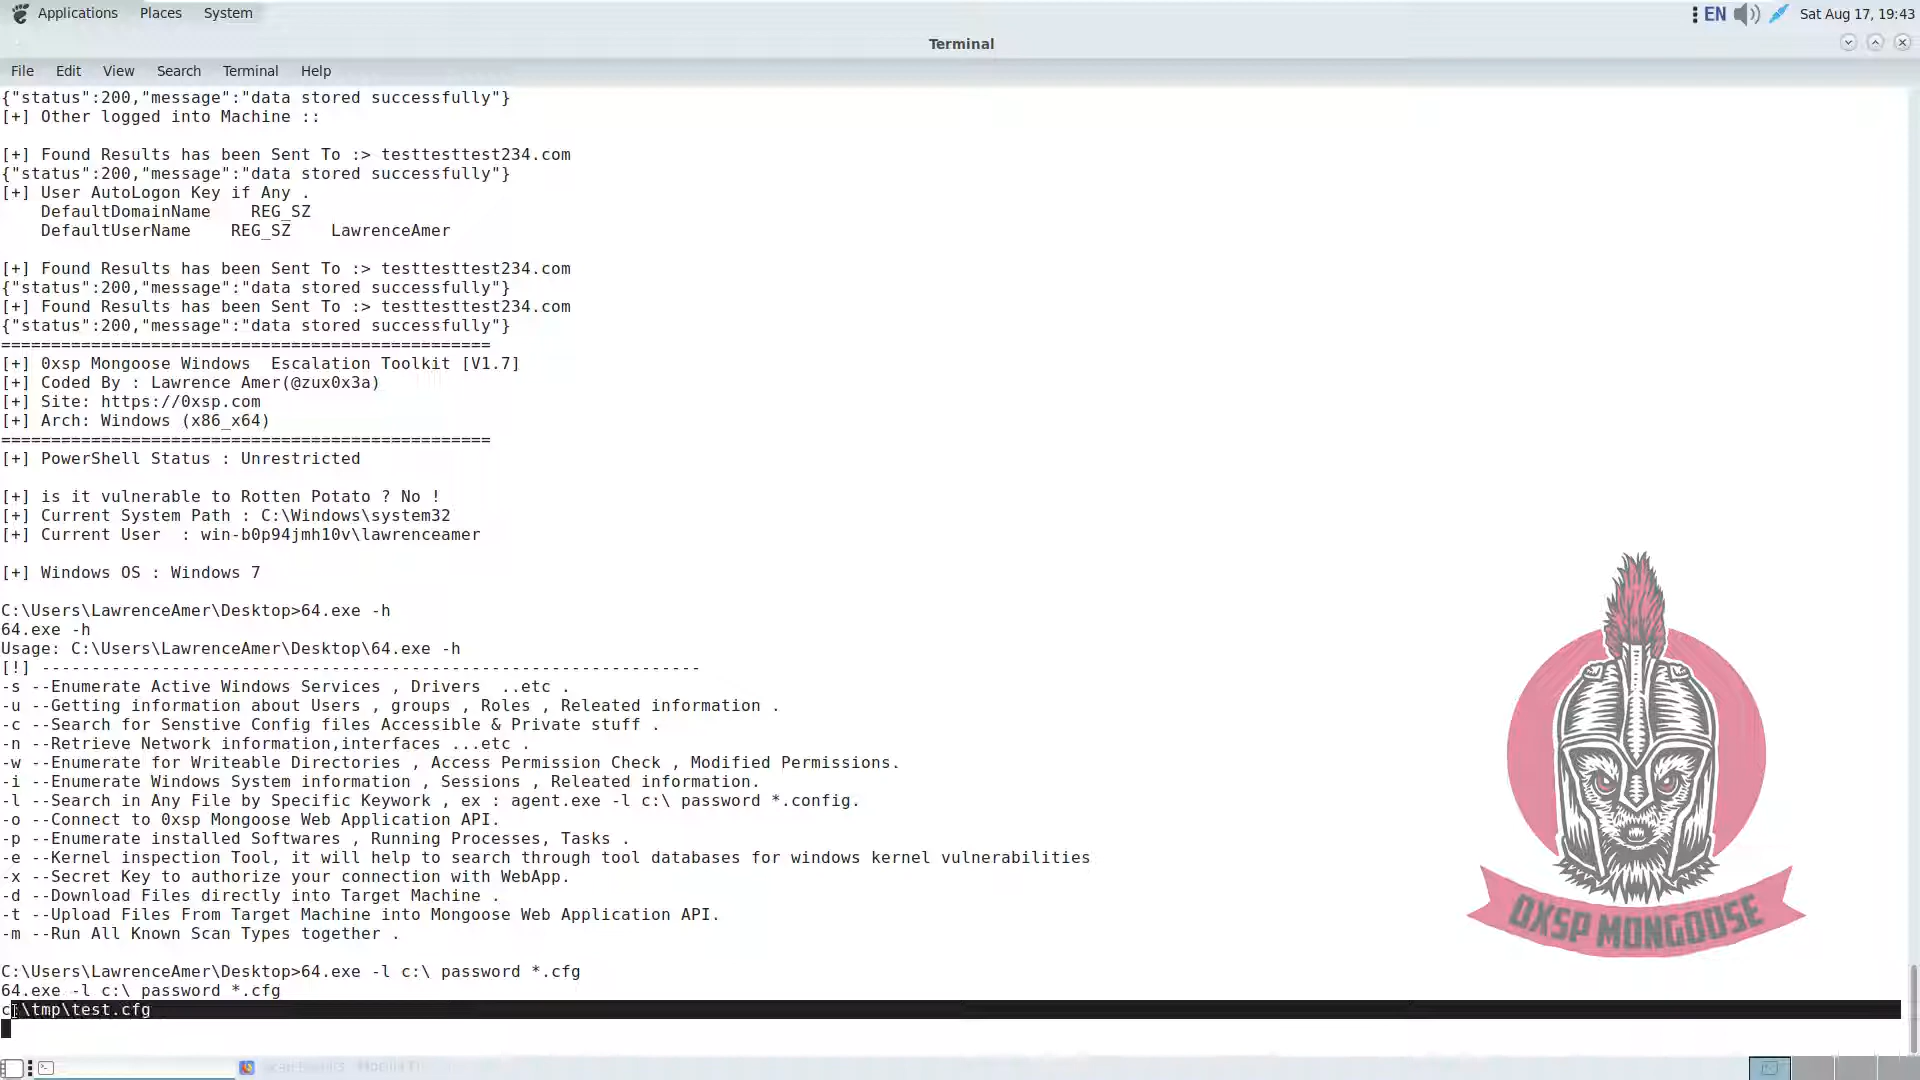 Applications Places System
EN Sat Aug 17, 19:43
Terminal
File Edit View Search Terminal Help
{"status":200,"message":"data stored successfully"}
[+] Other logged into Machine ::
[+] Found Results has been Sent To :> testtesttest234.com
{"status":200,"message":"data stored successfully"}
[+] User AutoLogon Key if Any .
DefaultDomainName REG_SZ
DefaultUserName REG_SZ LawrenceAmer
[+] Found Results has been Sent To :> testtesttest234.com
{"status":200,"message":"data stored successfully"}
[+] Found Results has been Sent To :> testtesttest234.com
{"status":200,"message":"data stored successfully"}
=================================================
[+] 0xsp Mongoose Windows  Escalation Toolkit [V1.7]
[+] Coded By : Lawrence Amer(@zux0x3a)
[+] Site: https://0xsp.com
[+] Arch: Windows (x86_x64)
=================================================
[+] PowerShell Status : Unrestricted
[+] is it vulnerable to Rotten Potato ? No !
[+] Current System Path : C:\Windows\system32
[+] Current User  : win-b0p94jmh10v\lawrenceamer
[+] Windows OS : Windows 7
C:\Users\LawrenceAmer\Desktop>64.exe -h
64.exe -h
Usage: C:\Users\LawrenceAmer\Desktop\64.exe -h
[!] ------------------------------------------------------------------
-s --Enumerate Active Windows Services , Drivers  ..etc .
-u --Getting information about Users , groups , Roles , Releated information .
-c --Search for Senstive Config files Accessible & Private stuff .
-n --Retrieve Network information,interfaces ...etc .
-w --Enumerate for Writeable Directories , Access Permission Check , Modified Permissions.
-i --Enumerate Windows System information , Sessions , Releated information.
-l --Search in Any File by Specific Keywork , ex : agent.exe -l c:\ password *.config.
-o --Connect to 0xsp Mongoose Web Application API.
-p --Enumerate installed Softwares , Running Processes, Tasks .
-e --Kernel inspection Tool, it will help to search through tool databases for windows kernel vulnerabilities
-x --Secret Key to authorize your connection with WebApp.
-d --Download Files directly into Target Machine .
-t --Upload Files From Target Machine into Mongoose Web Application API.
-m --Run All Known Scan Types together .
C:\Users\LawrenceAmer\Desktop>64.exe -l c:\ password *.cfg
64.exe -l c:\ password *.cfg
c:\tmp\test.cfg
0XSP MONGOOSE